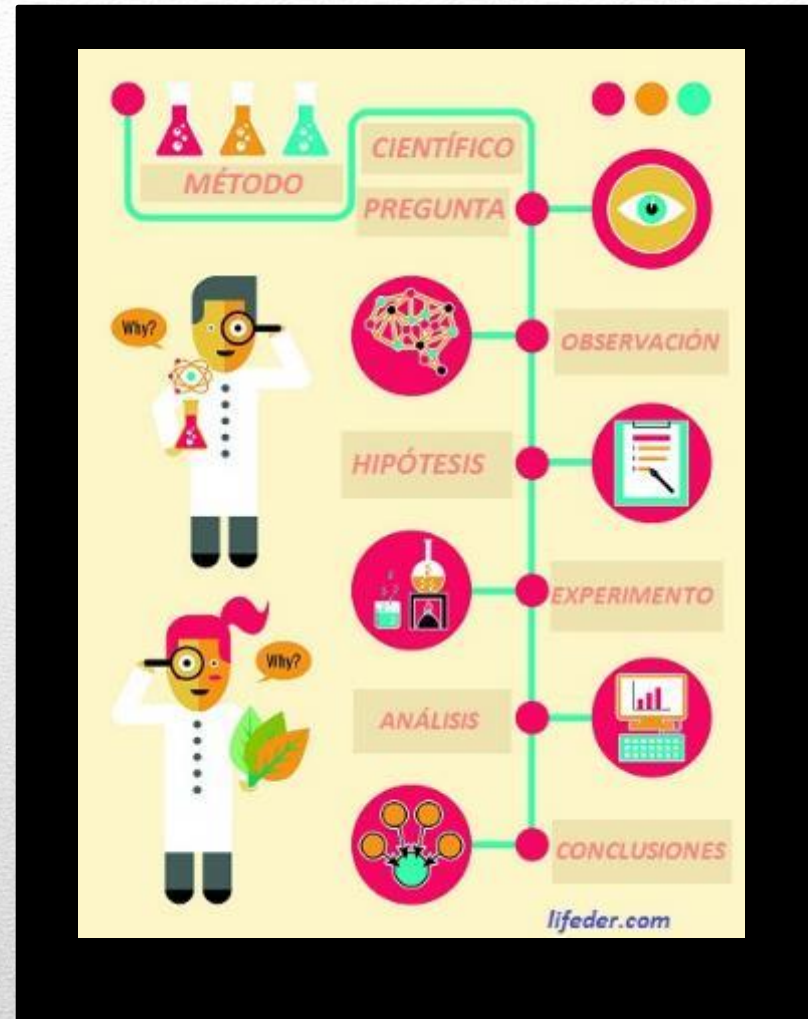 MÉTODO
CIENTÍFICO
PREGUNTA
Why?
OBSERVACIÓN
HIPÓTESIS
EXPERIMENTO
Why?
ANÁLISIS
CONCLUSIONES
lifeder.com